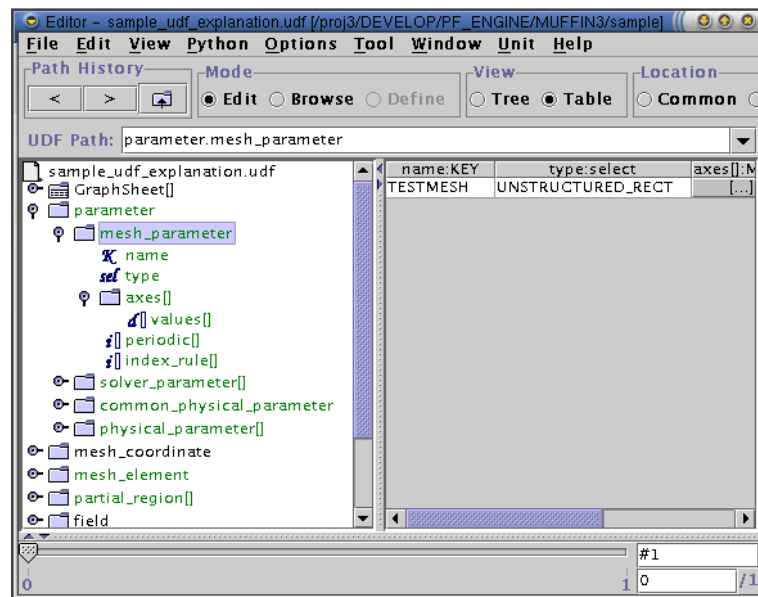 Editor – sample_udf_explanation.udf [/proj3/DEVELOP/PF_ENGINE/MUFFIN3/sample]
File Edit View Python Options Tool Window Unit Help
Path History Mode View Location
< > Edit Browse Define Tree Table Common
UDF Path: parameter.mesh_parameter
sample_udf_explanation.udf
GraphSheet[]
parameter
mesh_parameter
K name
sel type
axes[]
d[] values[]
i[] periodic[]
i[] index_rule[]
solver_parameter[]
common_physical_parameter
physical_parameter[]
mesh_coordinate
mesh_element
partial_region[]
field
name:KEY type:select axes[]:M
TESTMESH UNSTRUCTURED_RECT [...]
#1
0 1 0 /1